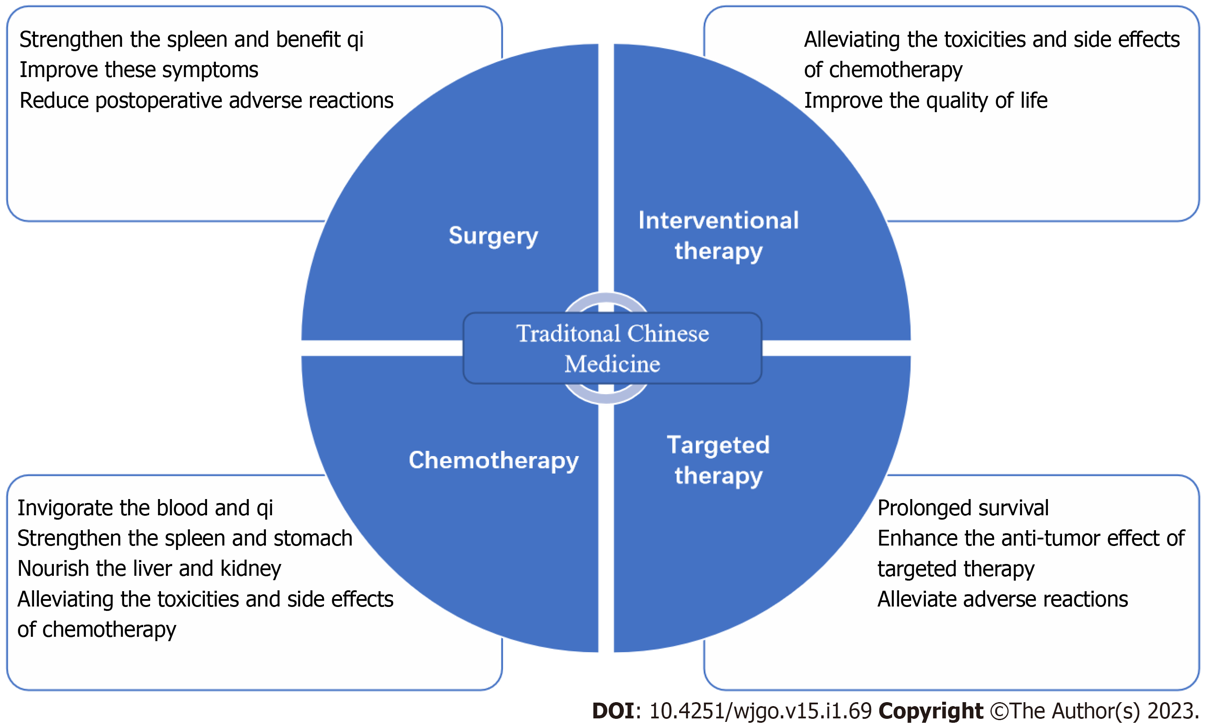 Strengthen the spleen and benefit qi
Improve these symptoms
Reduce postoperative adverse reactions
Alleviating the toxicities and side effects
of chemotherapy
Improve the quality of life
Surgery
Interventional
therapy
Traditonal Chinese
Medicine
Chemotherapy
Targeted
therapy
Invigorate the blood and qi
Strengthen the spleen and stomach
Nourish the liver and kidney
Alleviating the toxicities and side effects
of chemotherapy
Prolonged survival
Enhance the anti-tumor effect of
targeted therapy
Alleviate adverse reactions
DOI: 10.4251/wjgo.v15.i1.69 Copyright ©The Author(s) 2023.